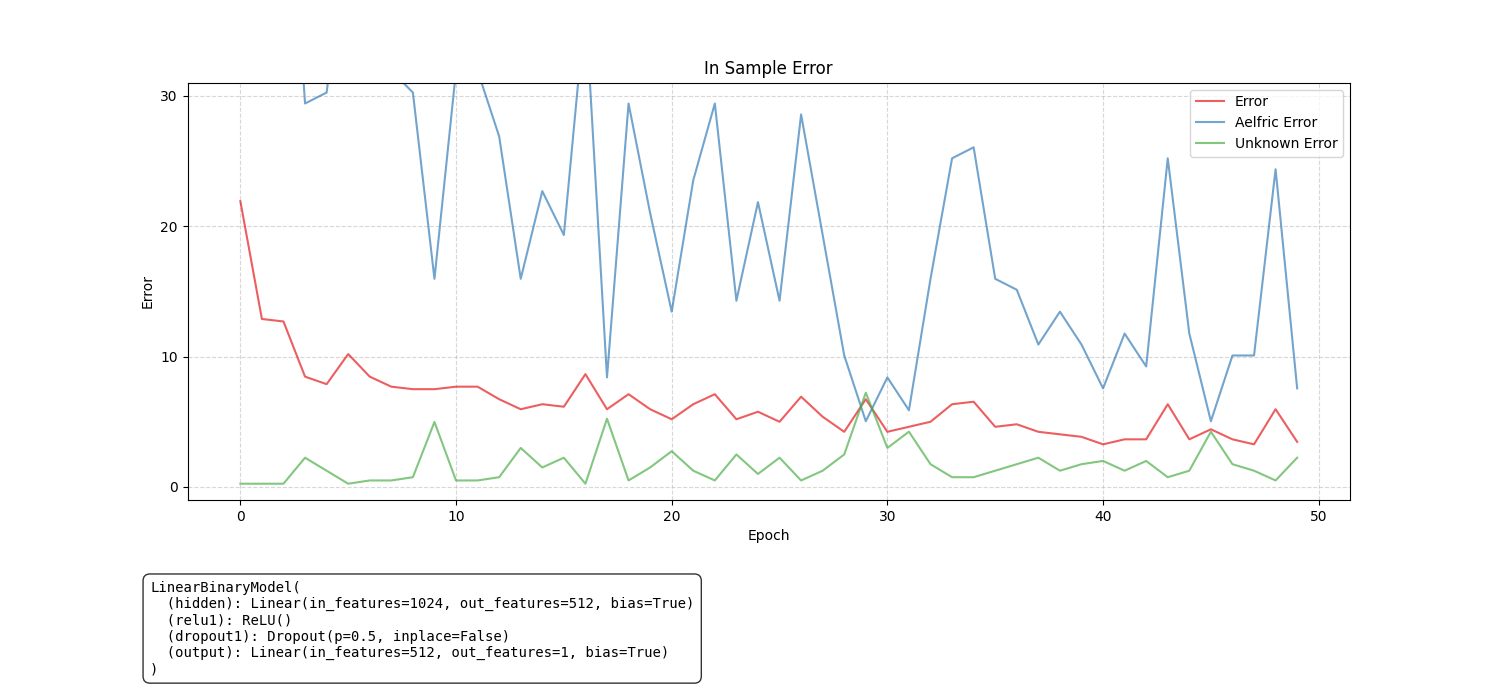 In Sample Error
Error
Aelfric Error
Unknown Error
30
20
10
0
Error
0 10 20 30 40 50
Epoch
LinearBinaryModel(
  (hidden): Linear(in_features=1024, out_features=512, bias=True)
  (relu1): ReLU()
  (dropout1): Dropout(p=0.5, inplace=False)
  (output): Linear(in_features=512, out_features=1, bias=True)
)